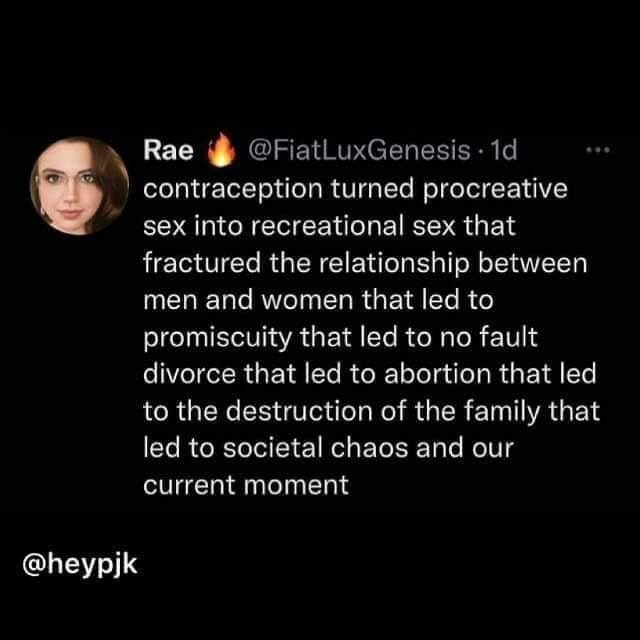 Rae 🔥 @FiatLuxGenesis · 1d ...
contraception turned procreative
sex into recreational sex that
fractured the relationship between
men and women that led to
promiscuity that led to no fault
divorce that led to abortion that led
to the destruction of the family that
led to societal chaos and our
current moment
@heypjk